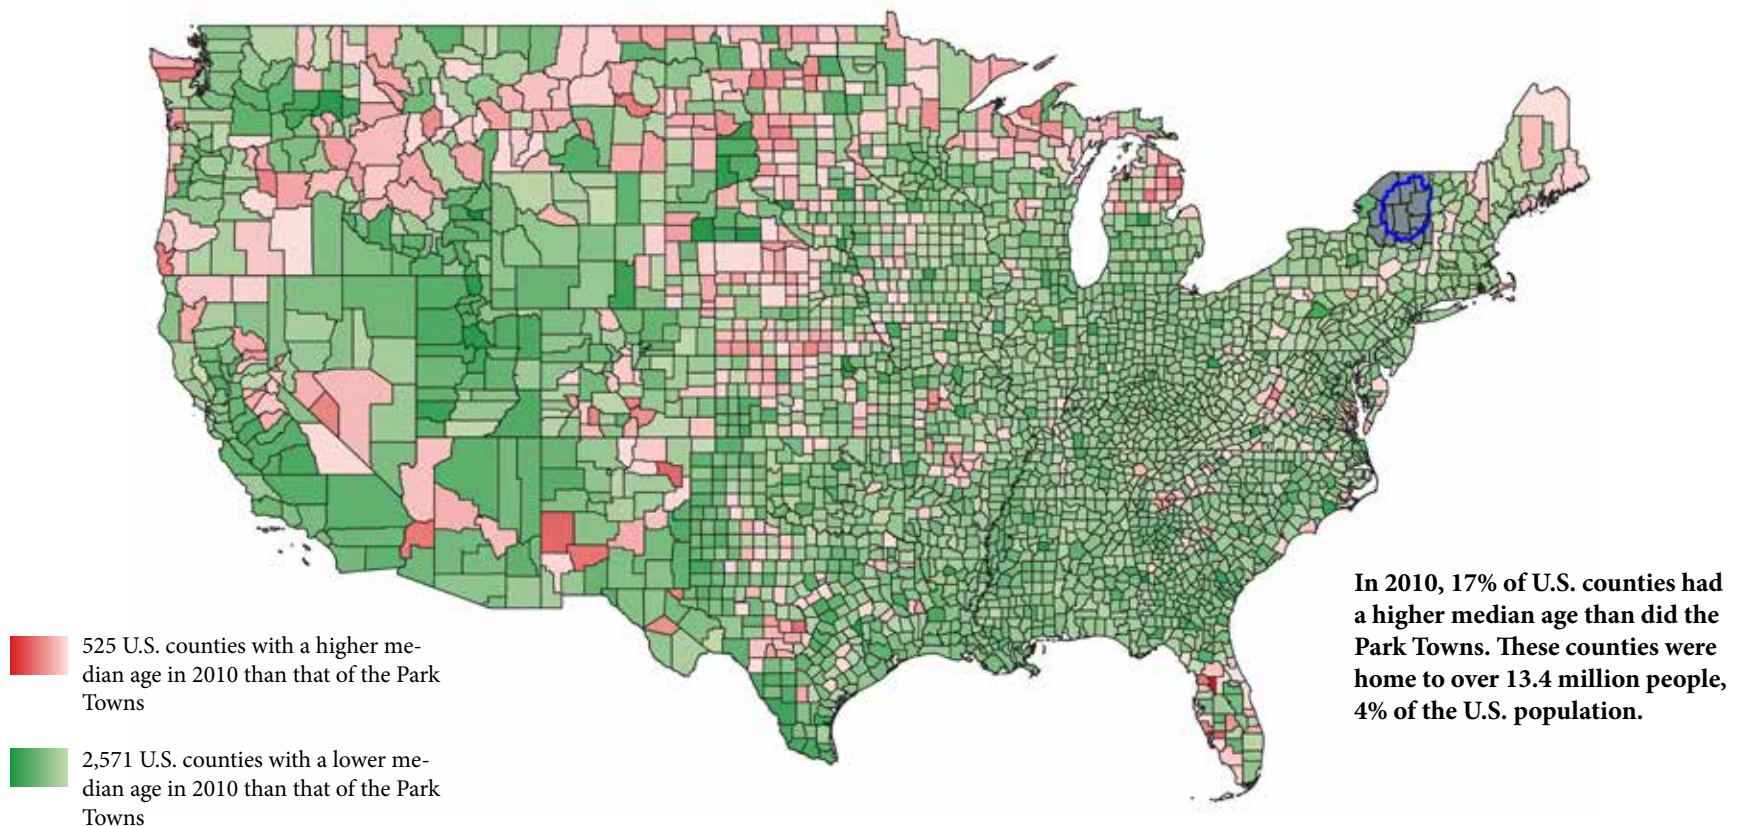 In 2010, 17% of U.S. counties had
a higher median age than did the
Park Towns. These counties were
home to over 13.4 million people,
4% of the U.S. population.
525 U.S. counties with a higher me-
dian age in 2010 than that of the Park
Towns
2,571 U.S. counties with a lower me-
dian age in 2010 than that of the Park
Towns